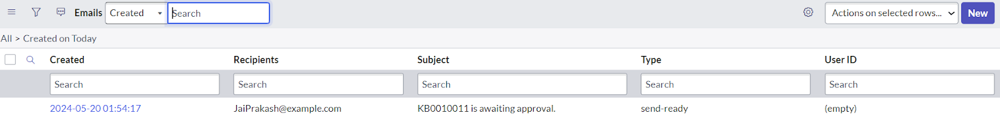 Emails Created Search Actions on selected rows... New
All > Created on Today
Created Recipients Subject Type User ID
Search Search Search Search Search
2024-05-20 01:54:17 JaiPrakash@example.com KB0010011 is awaiting approval. send-ready (empty)